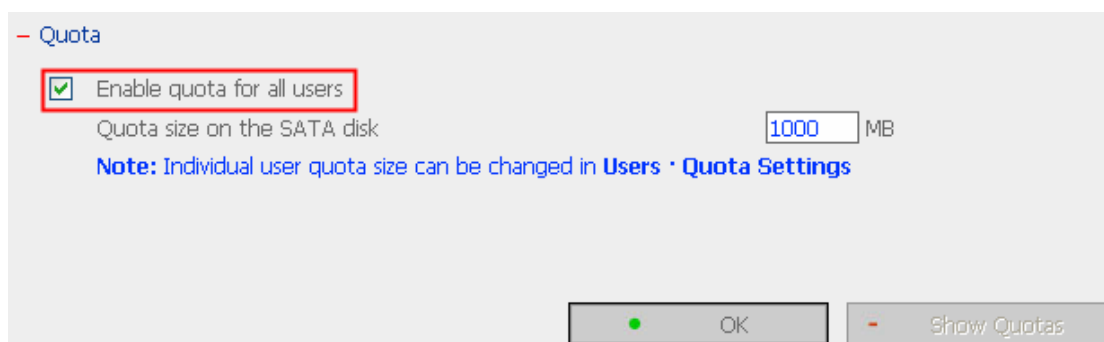 Quota
Enable quota for all users
Quota size on the SATA disk 1000 MB
Note: Individual user quota size can be changed in Users · Quota Settings
OK Show Quotas